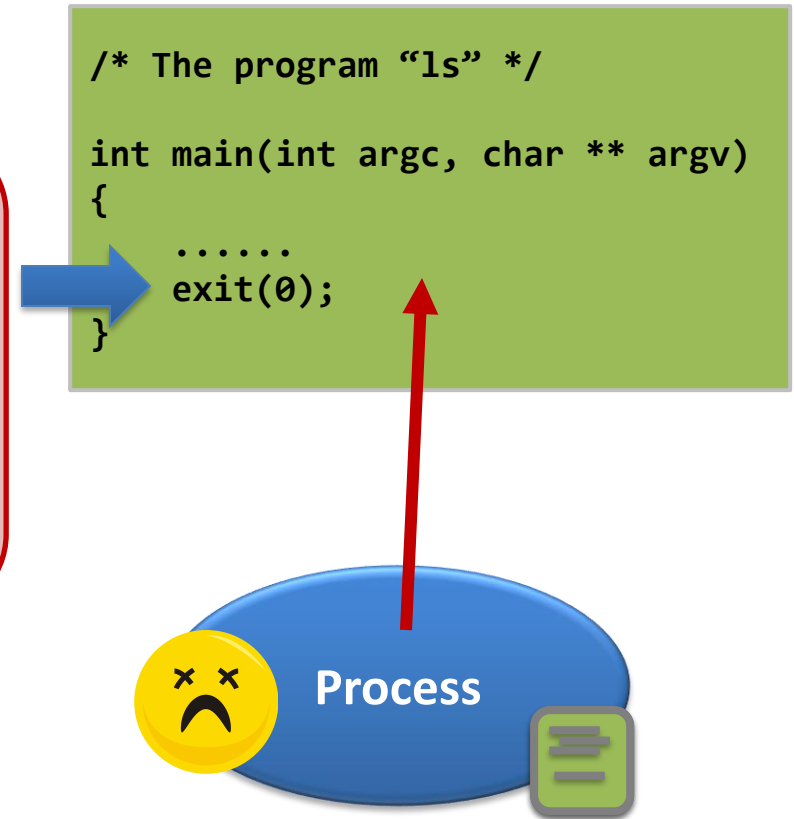 /* The program “ls” */
int main(int argc, char ** argv)
{
......
exit(0);
}
Process